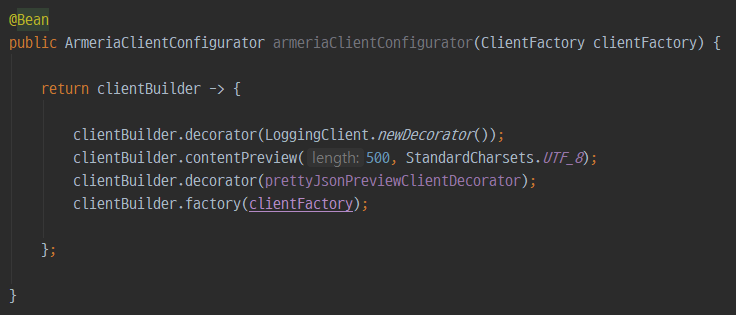 @Bean
public ArmeriaClientConfigurator armeriaClientConfigurator(ClientFactory clientFactory) {
return clientBuilder -> {
clientBuilder.decorator(LoggingClient.newDecorator());
clientBuilder.contentPreview( length: 500, StandardCharsets.UTF_8);
clientBuilder.decorator(prettyJsonPreviewClientDecorator);
clientBuilder.factory(clientFactory);
};
}